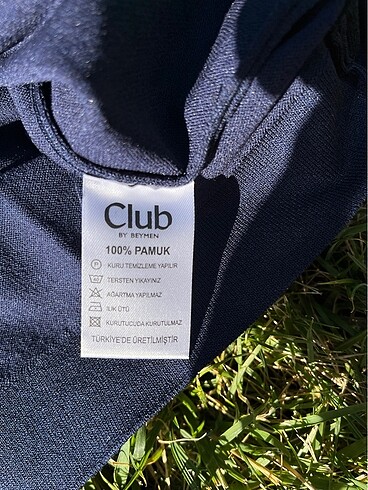 Club
BY BEYMEN
100% PAMUK
KURU TEMİZLEME YAPILIR
TERSTEN YIKAYINIZ
AĞARTMA YAPILMAZ
ILIK ÜTÜ
KURUTUCUDA KURUTULMAZ
TÜRKİYE'DE ÜRETİLMİŞTİR